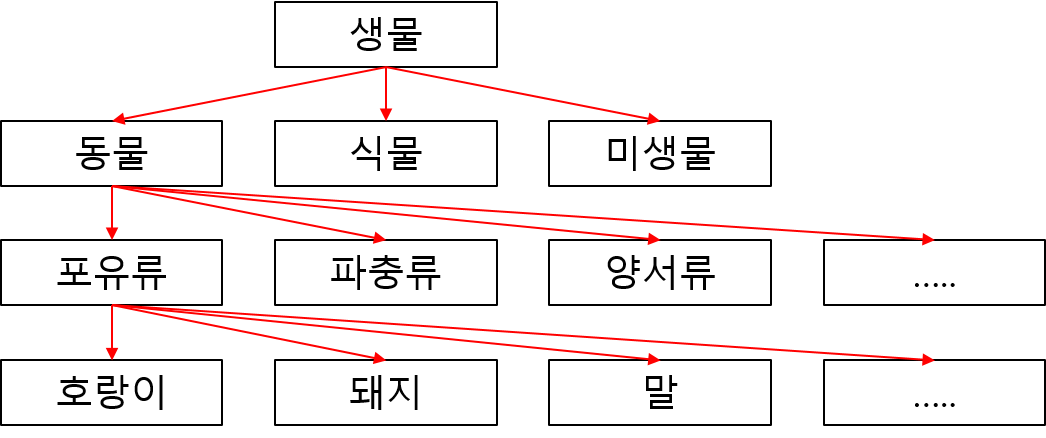 생물
동물 식물 미생물
포유류 파충류 양서류 .....
호랑이 돼지 말 .....